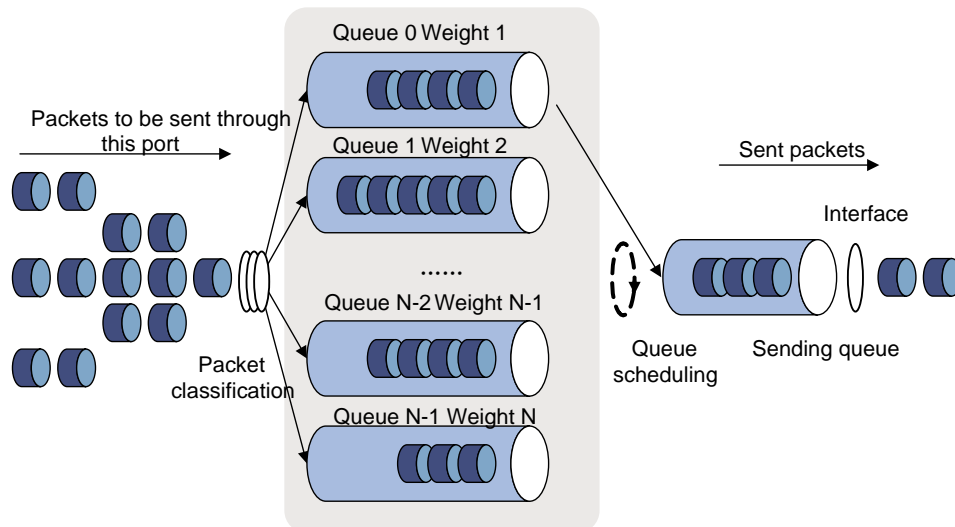 Queue 0 Weight 1
Packets to be sent through
this port
Queue 1 Weight 2
Sent packets
Interface
......
Queue N-2 Weight N-1
Packet
classification
Queue
scheduling
Sending queue
Queue N-1 Weight N